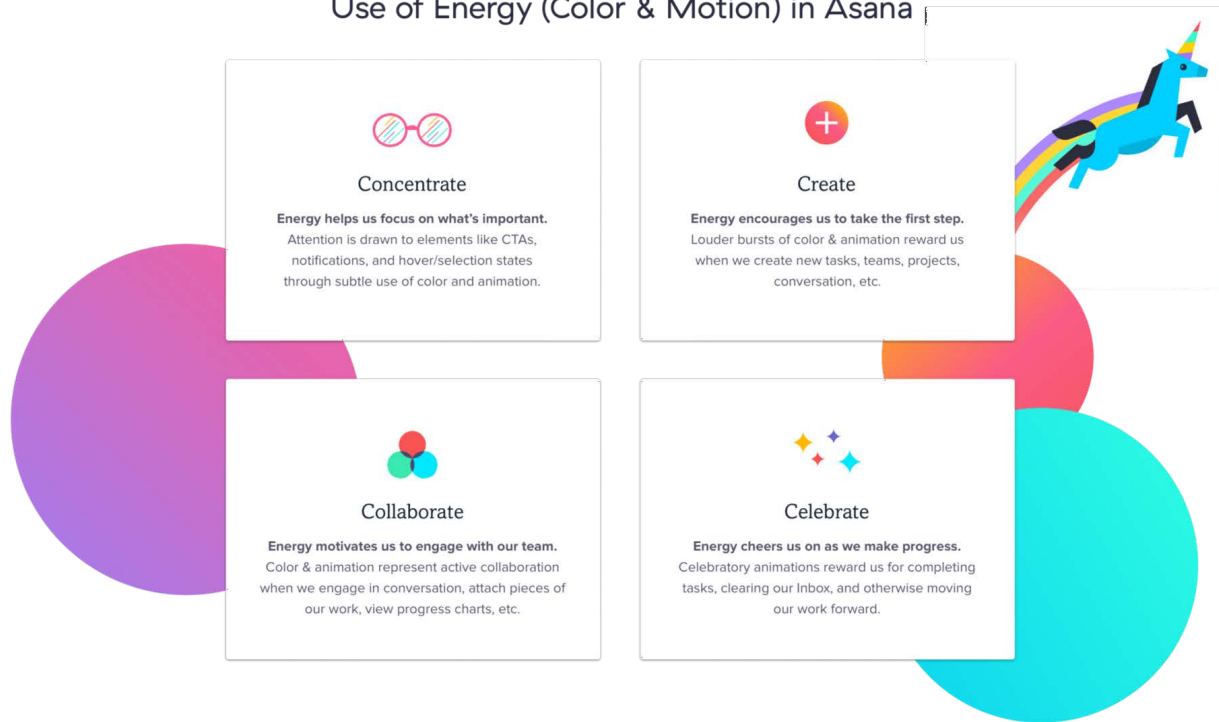 Use of Energy (Color & Motion) in Asana
Concentrate
Energy helps us focus on what's important.
Attention is drawn to elements like CTAs,
notifications, and hover/selection states
through subtle use of color and animation.
Create
Energy encourages us to take the first step.
Louder bursts of color & animation reward us
when we create new tasks, teams, projects,
conversation, etc.
Collaborate
Energy motivates us to engage with our team.
Color & animation represent active collaboration
when we engage in conversation, attach pieces of
our work, view progress charts, etc.
Celebrate
Energy cheers us on as we make progress.
Celebratory animations reward us for completing
tasks, clearing our Inbox, and otherwise moving
our work forward.